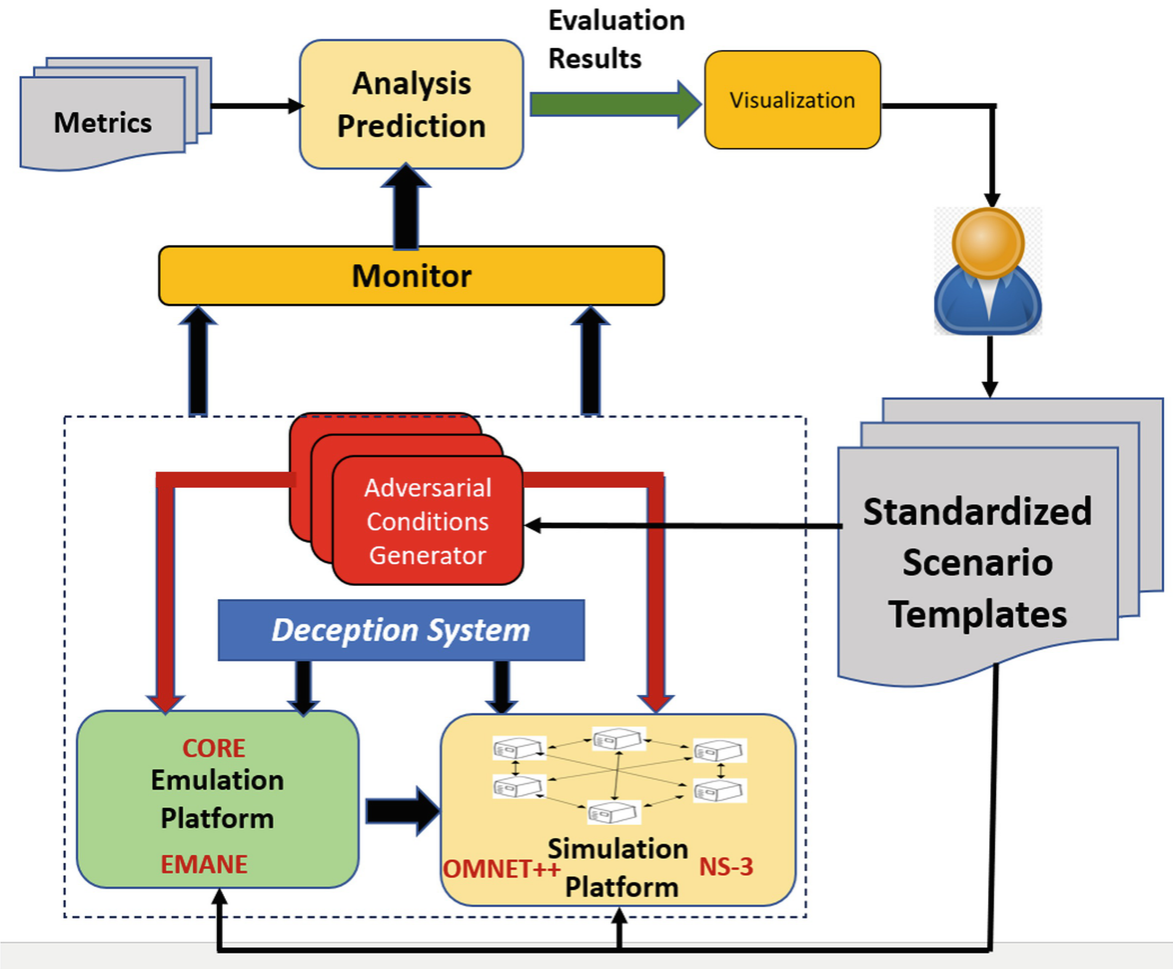 Evaluation
Results
Metrics
Analysis
Prediction
Visualization
Monitor
Adversarial
Conditions
Generator
Standardized
Scenario
Templates
Deception System
CORE
Emulation
Platform
EMANE
Simulation
Platform
OMNET++
NS-3